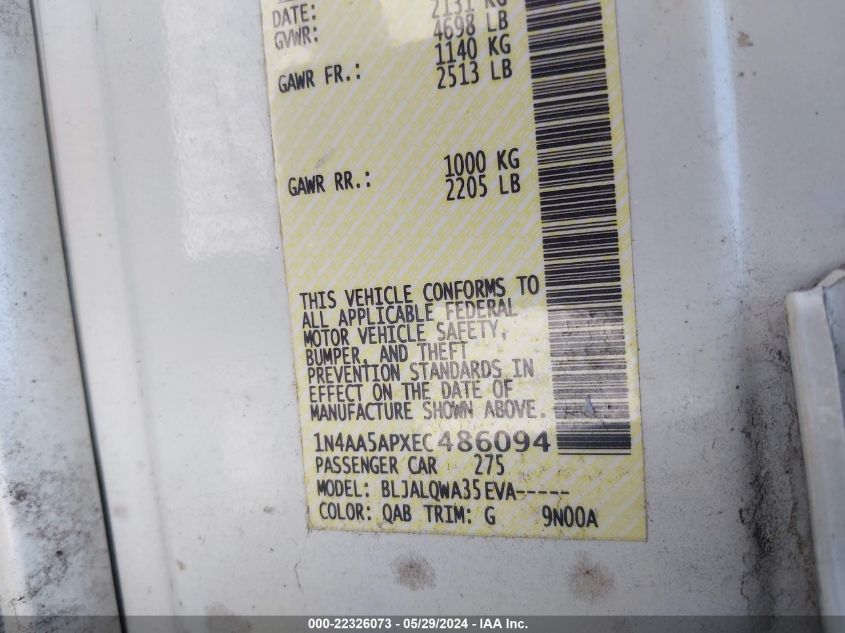 DATE: 2131 KG
GVWR: 4698 LB
1140 KG
GAWR FR.: 2513 LB
1000 KG
GAWR RR.: 2205 LB
THIS VEHICLE CONFORMS TO
ALL APPLICABLE FEDERAL
MOTOR VEHICLE SAFETY,
BUMPER, AND THEFT
PREVENTION STANDARDS IN
EFFECT ON THE DATE OF
MANUFACTURE SHOWN ABOVE.
1N4AA5APXEC486094
PASSENGER CAR 275
MODEL: BLJALQWA35EVA-----
COLOR: QAB TRIM: G 9N00A
000-22326073 - 05/29/2024 - IAA Inc.